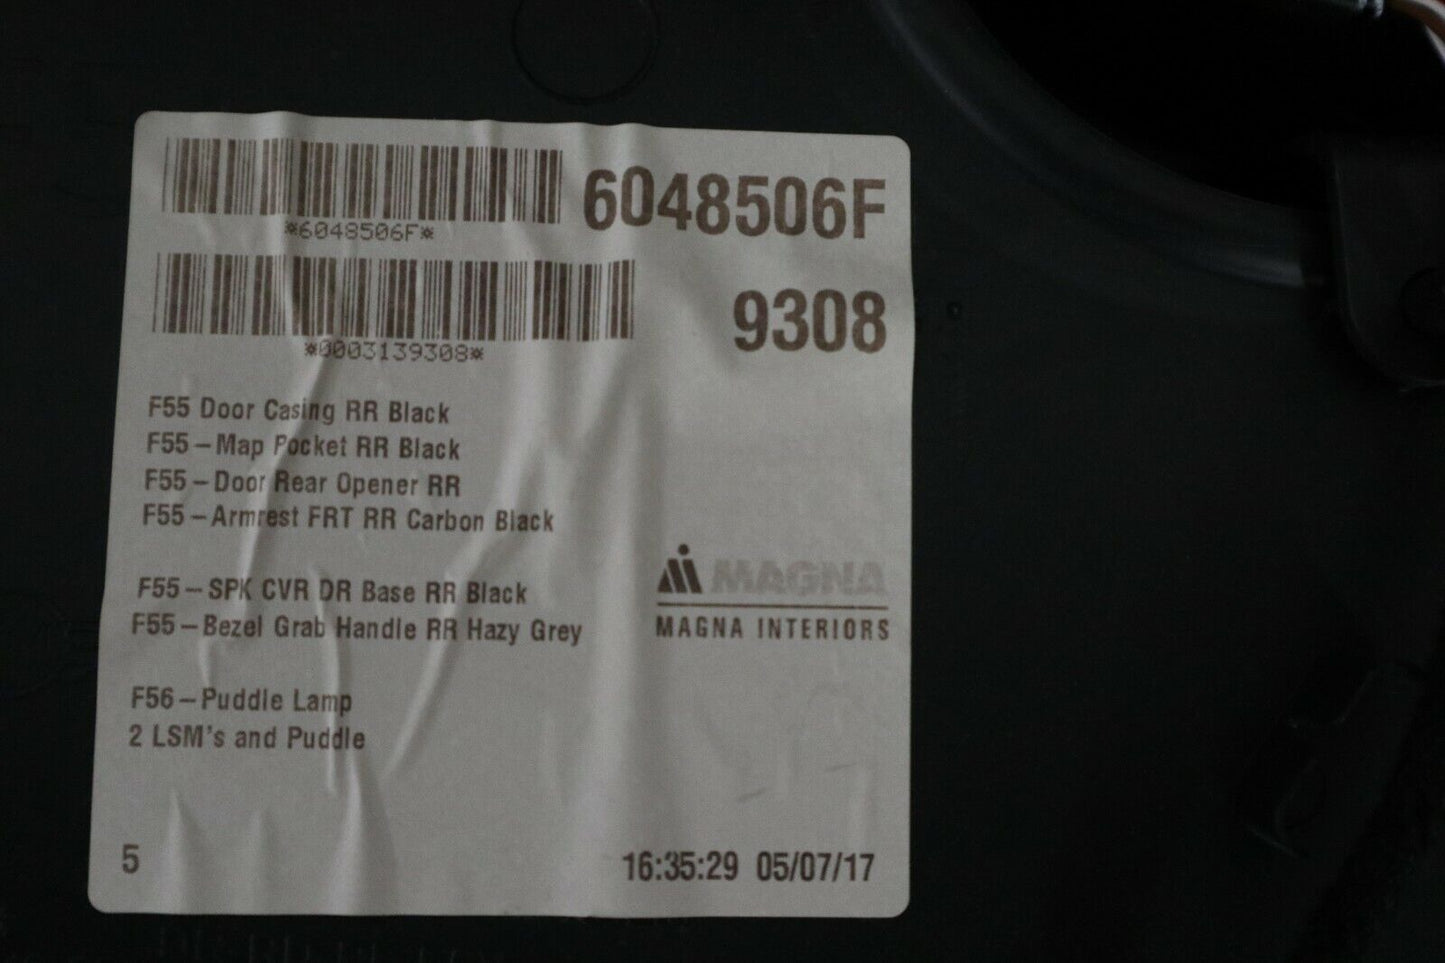 6048506F
*6048506F*
9308
*0003139308*
F55 Door Casing RR Black
F55-Map Pocket RR Black
F55-Door Rear Opener RR
F55-Armrest FRT RR Carbon Black
F55-SPK CVR DR Base RR Black
F55-Bezel Grab Handle RR Hazy Grey
MAGNA
MAGNA INTERIORS
F56-Puddle Lamp
2 LSM's and Puddle
5
16:35:29 05/07/17